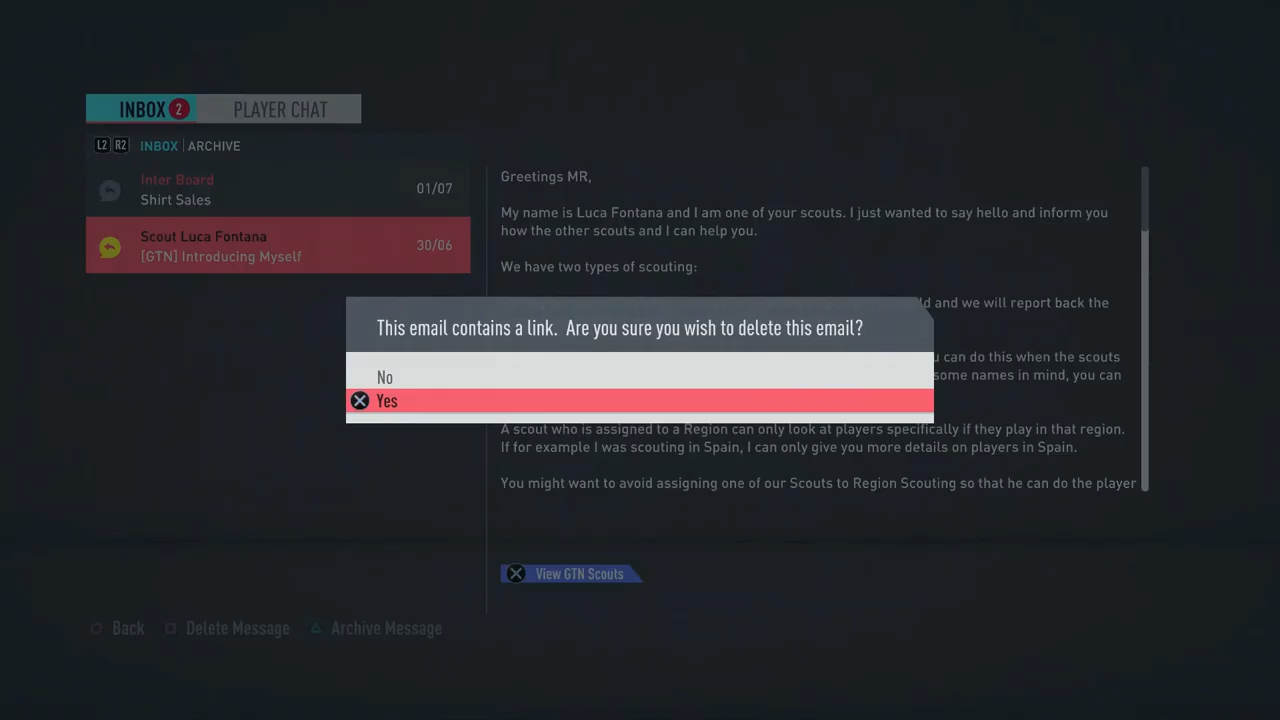 INBOX 2
PLAYER CHAT
L2 R2 INBOX | ARCHIVE
Inter Board
Shirt Sales
01/07
Scout Luca Fontana
[GTN] Introducing Myself
30/06
Greetings MR,
My name is Luca Fontana and I am one of your scouts. I just wanted to say hello and inform you
how the other scouts and I can help you.
We have two types of scouting:
ld and we will report back the
u can do this when the scouts
some names in mind, you can
This email contains a link. Are you sure you wish to delete this email?
No
Yes
A scout who is assigned to a Region can only look at players specifically if they play in that region.
If for example I was scouting in Spain, I can only give you more details on players in Spain.
You might want to avoid assigning one of our Scouts to Region Scouting so that he can do the player
View GTN Scouts
Back
Delete Message
Archive Message